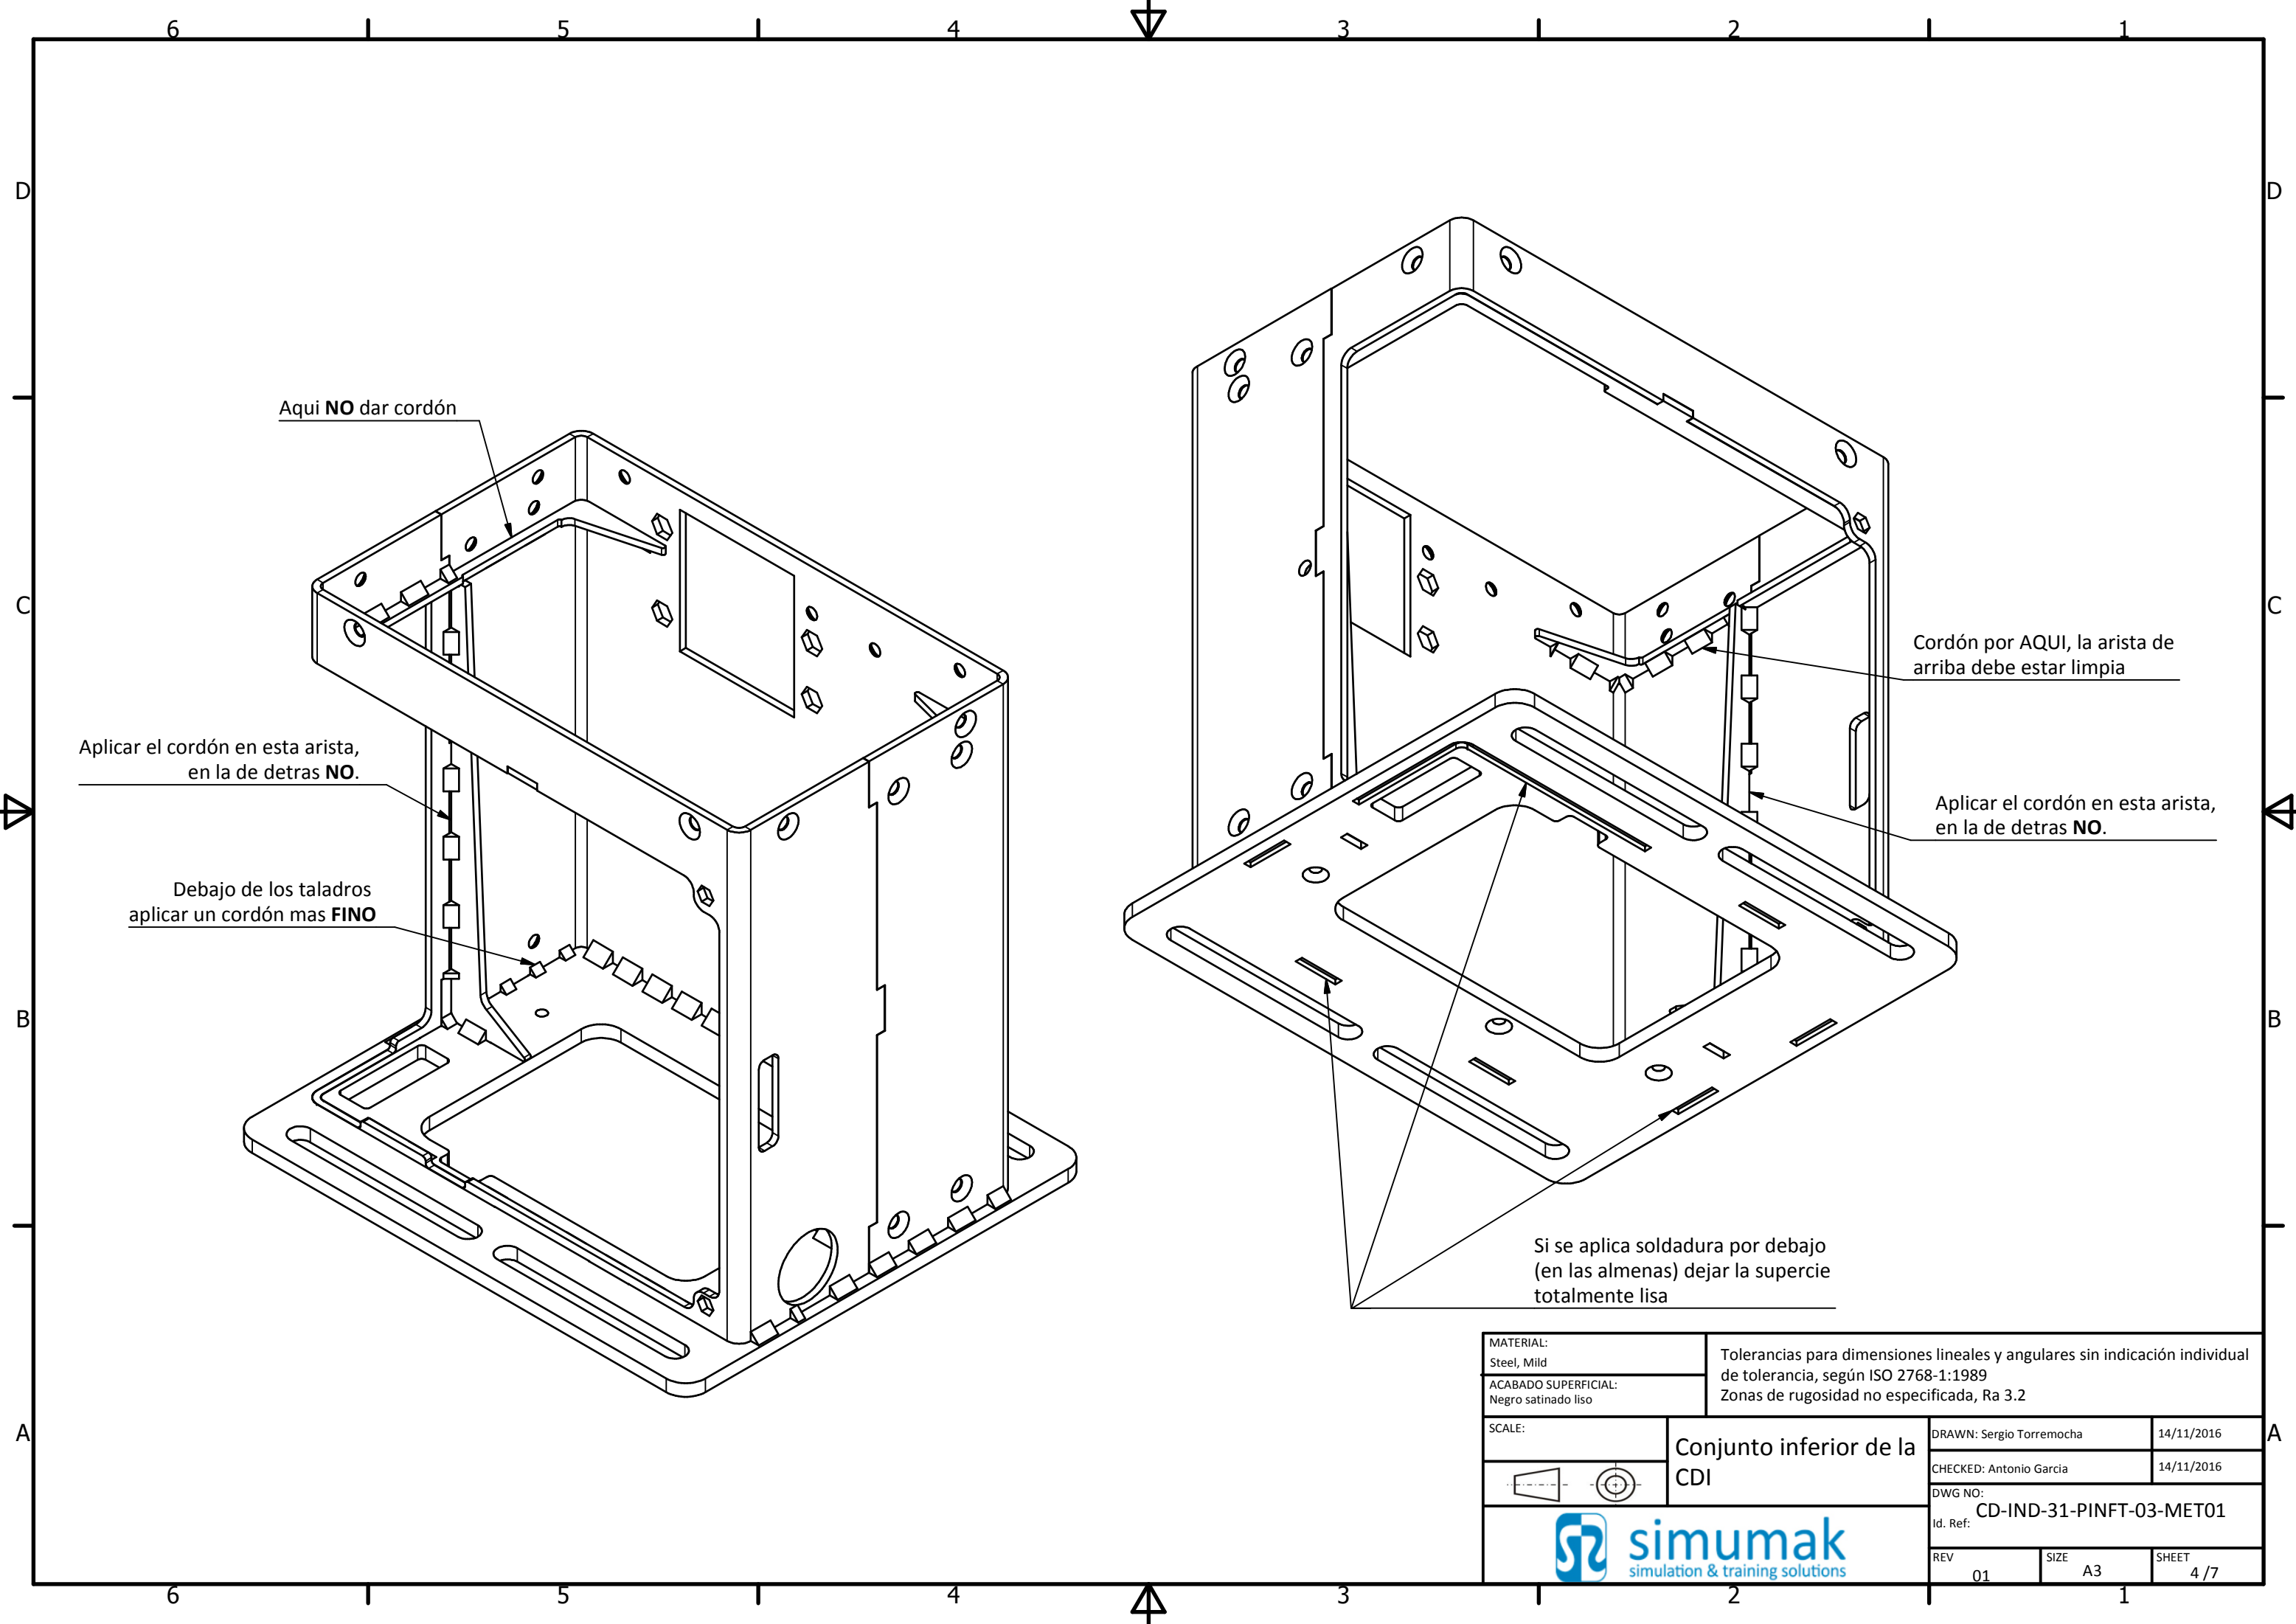 6 5 4 3 2 1
D D
Aqui NO dar cordón
C C
Cordón por AQUI, la arista de
arriba debe estar limpia
Aplicar el cordón en esta arista,
en la de detras NO.
Aplicar el cordón en esta arista,
en la de detras NO.
Debajo de los taladros
aplicar un cordón mas FINO
B B
Si se aplica soldadura por debajo
(en las almenas) dejar la supercie
totalmente lisa
MATERIAL:
Steel, Mild
ACABADO SUPERFICIAL:
Negro satinado liso
Tolerancias para dimensiones lineales y angulares sin indicación individual
de tolerancia, según ISO 2768-1:1989
Zonas de rugosidad no especificada, Ra 3.2
A A
SCALE:
Conjunto inferior de la
CDI
DRAWN: Sergio Torremocha 14/11/2016
CHECKED: Antonio Garcia 14/11/2016
DWG NO:
CD-IND-31-PINFT-03-MET01
Id. Ref:
simumak
simulation & training solutions
REV SIZE SHEET
01 A3 4 /7
6 5 4 3 2 1